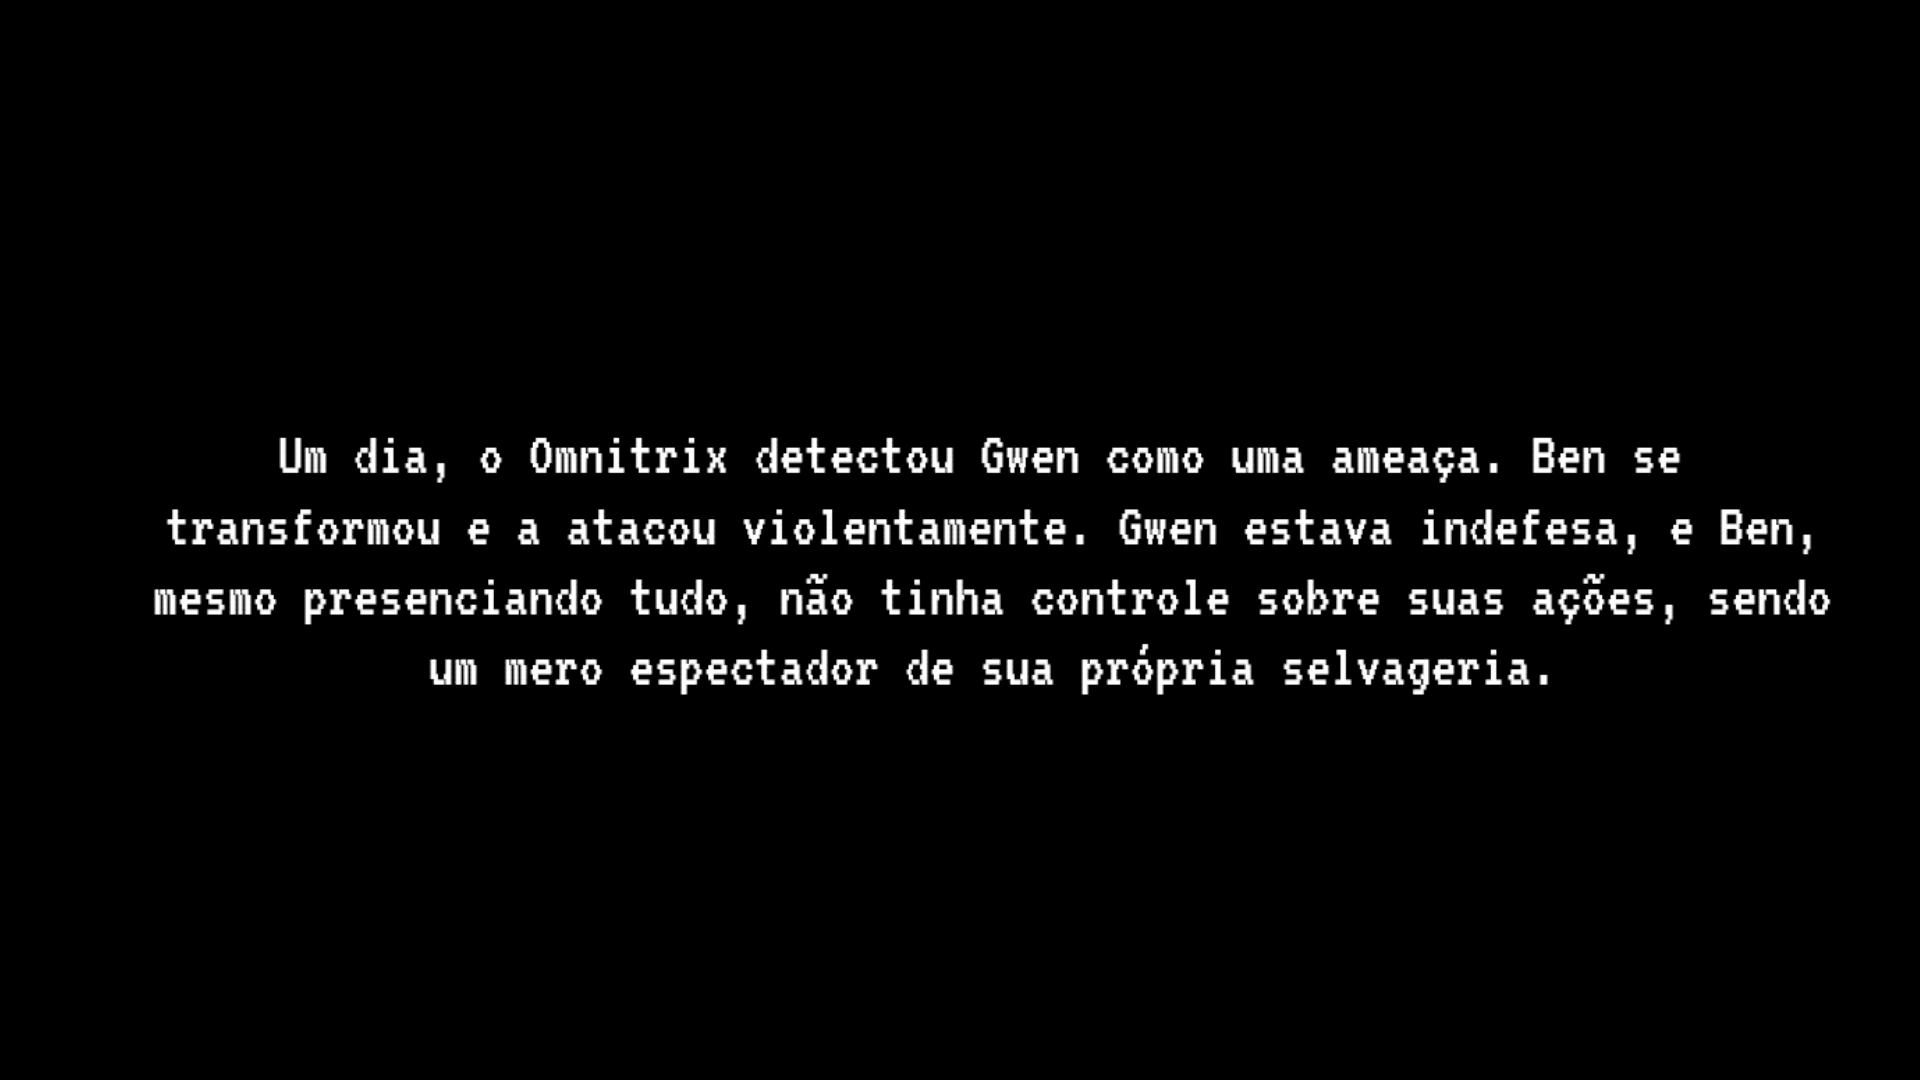 Um dia, o Omnitrix detectou Gwen como uma ameaça. Ben se
transformou e a atacou violentamente. Gwen estava indefesa, e Ben,
mesmo presenciando tudo, não tinha controle sobre suas ações, sendo
um mero espectador de sua própria selvageria.